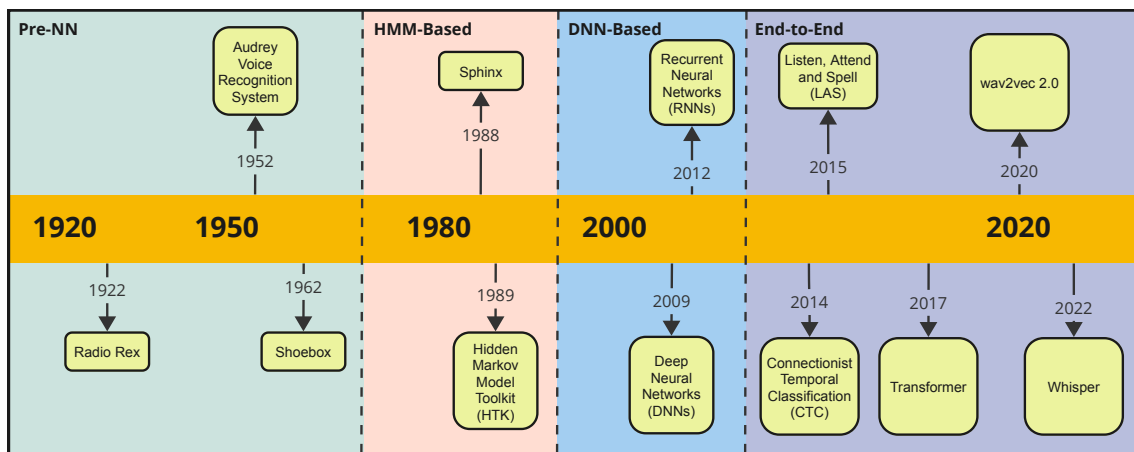 Pre-NN
HMM-Based
DNN-Based
End-to-End
Audrey
Voice
Recognition
System
Sphinx
Recurrent
Neural
Networks
(RNNs)
Listen, Attend
and Spell
(LAS)
wav2vec 2.0
1952
1988
2012
2015
2020
1920
1950
1980
2000
2020
1922
1962
1989
2009
2014
2017
2022
Radio Rex
Shoebox
Hidden
Markov
Model
Toolkit
(HTK)
Deep
Neural
Networks
(DNNs)
Connectionist
Temporal
Classification
(CTC)
Transformer
Whisper